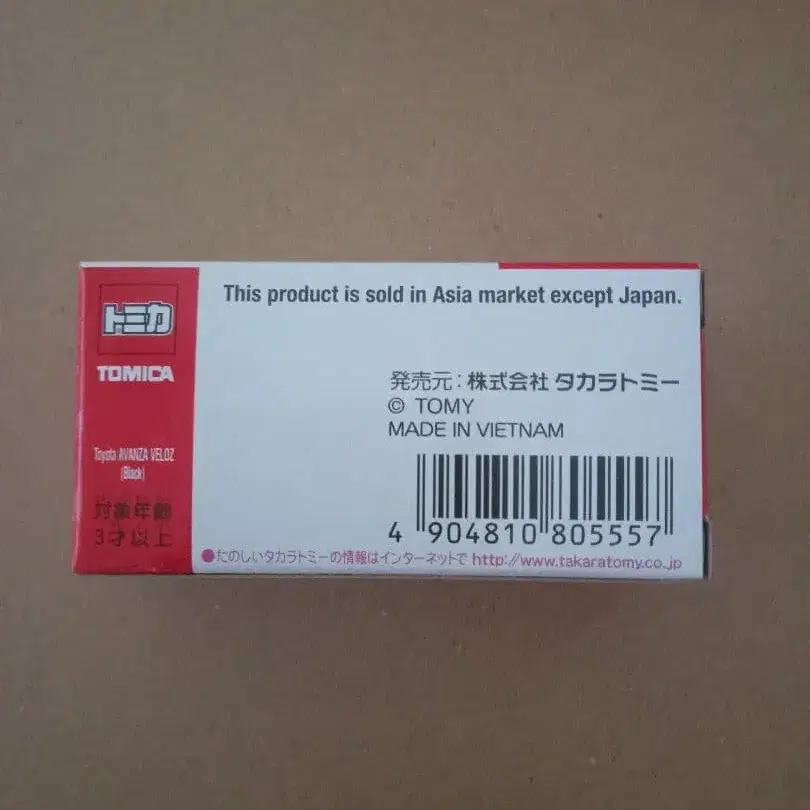 トミカ
TOMICA
Toyota AVANZA VELOZ
(Black)
対象年齢
3才以上
This product is sold in Asia market except Japan.
発売元：株式会社 タカラトミー
© TOMY
MADE IN VIETNAM
4 904810 805557
●たのしいタカラトミーの情報はインターネットで http://www.takaratomy.co.jp